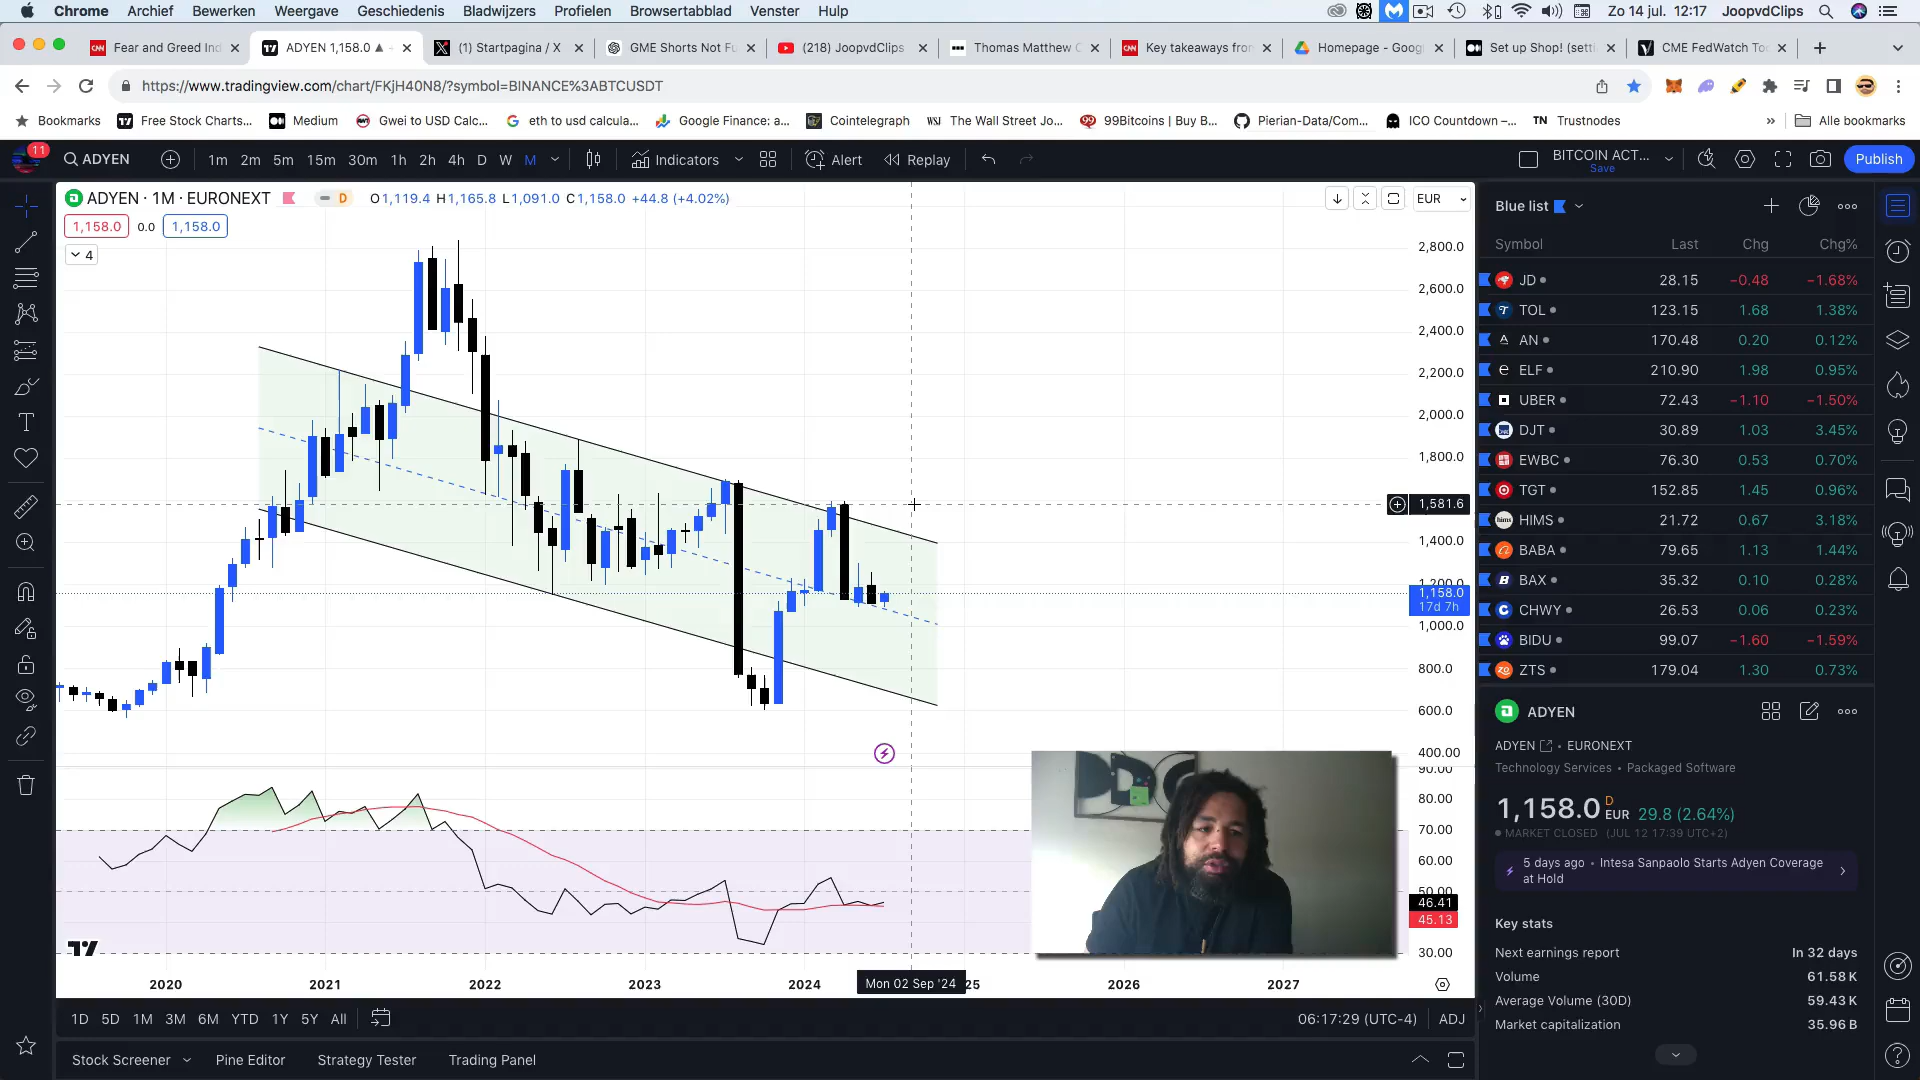 Chrome Archief Bewerken Weergave Geschiedenis Bladwijzers Profielen Browsertabblad Venster Hulp Zo 14 jul. 12:17 JoopvdClips
Fear and Greed Ind ADYEN 1,158.0 ▲ (1) Startpagina / X GME Shorts Not Fu (218) JoopvdClips Thomas Matthew C Key takeaways from Homepage - Goog Set up Shop! (setti CME FedWatch To
https://www.tradingview.com/chart/FKjH40N8/?symbol=BINANCE%3ABTCUSDT
Bookmarks Free Stock Charts... Medium Gwei to USD Calc... eth to usd calcula... Google Finance: a... Cointelegraph WSJ The Wall Street Jo... 99Bitcoins | Buy B... Pierian-Data/Com... ICO Countdown –... TN Trustnodes » Alle bookmarks
11 ADYEN 1m 2m 5m 15m 30m 1h 2h 4h D W M Indicators Alert Replay BITCOIN ACT... Publish
Save
ADYEN · 1M · EURONEXT D O1,119.4 H1,165.8 L1,091.0 C1,158.0 +44.8 (+4.02%) EUR
1,158.0 0.0 1,158.0
4
2,800.0
2,600.0
2,400.0
2,200.0
2,000.0
1,800.0
1,581.6
1,400.0
1,200.0
1,158.0
17d 7h
1,000.0
800.0
600.0
400.00
90.00
80.00
70.00
60.00
50.00
46.41
45.13
30.00
2020 2021 2022 2023 2024 Mon 02 Sep '24 25 2026 2027
1D 5D 1M 3M 6M YTD 1Y 5Y All 06:17:29 (UTC-4) ADJ
Stock Screener Pine Editor Strategy Tester Trading Panel
Blue list
Symbol Last Chg Chg%
JD 28.15 −0.48 −1.68%
TOL 123.15 1.68 1.38%
AN 170.48 0.20 0.12%
ELF 210.90 1.98 0.95%
UBER 72.43 −1.10 −1.50%
DJT 30.89 1.03 3.45%
EWBC 76.30 0.53 0.70%
TGT 152.85 1.45 0.96%
hims HIMS 21.72 0.67 3.18%
BABA 79.65 1.13 1.44%
BAX 35.32 0.10 0.28%
CHWY 26.53 0.06 0.23%
BIDU 99.07 −1.60 −1.59%
ZTS 179.04 1.30 0.73%
ADYEN
ADYEN • EURONEXT
Technology Services • Packaged Software
1,158.0 D EUR 29.8 (2.64%)
MARKET CLOSED (JUL 12 17:39 UTC+2)
5 days ago • Intesa Sanpaolo Starts Adyen Coverage
at Hold
Key stats
Next earnings report In 32 days
Volume 61.58 K
Average Volume (30D) 59.43 K
Market capitalization 35.96 B